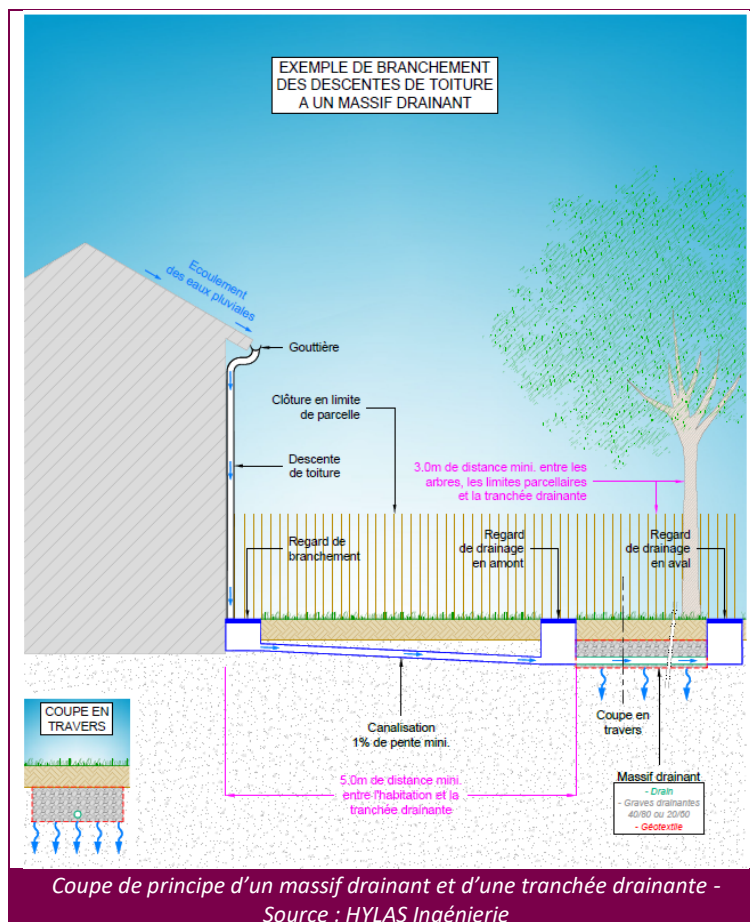 EXEMPLE DE BRANCHEMENT
DES DESCENTES DE TOITURE
A UN MASSIF DRAINANT
Ecoulement
des eaux pluviales
Gouttière
Clôture en limite
de parcelle
Descente
de toiture
3.0m de distance mini. entre les
arbres, les limites parcellaires
et la tranchée drainante
Regard de
branchement
Regard
de drainage
en amont
Regard
de drainage
en aval
COUPE EN
TRAVERS
Canalisation
1% de pente mini.
Coupe en
travers
5.0m de distance mini.
entre l'habitation et la
tranchée drainante
Massif drainant
- Drain
- Graves drainantes
40/80 ou 20/60
- Géotextile
Coupe de principe d'un massif drainant et d'une tranchée drainante -
Source : HYLAS Ingénierie